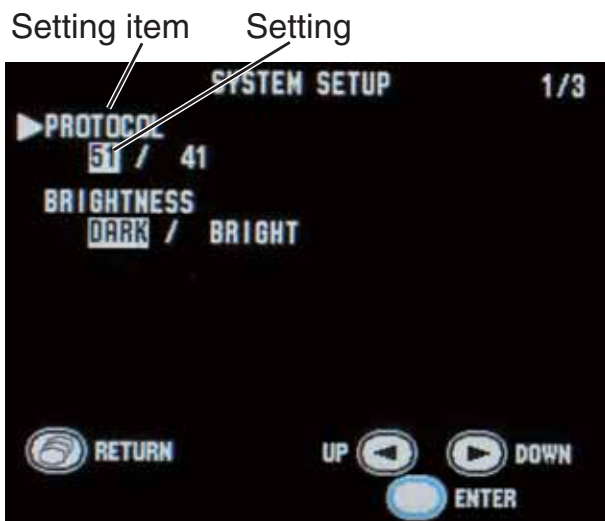 Setting item Setting
SYSTEM SETUP 1/3
PROTOCOL
51 / 41
BRIGHTNESS
DARK / BRIGHT
RETURN UP DOWN
ENTER